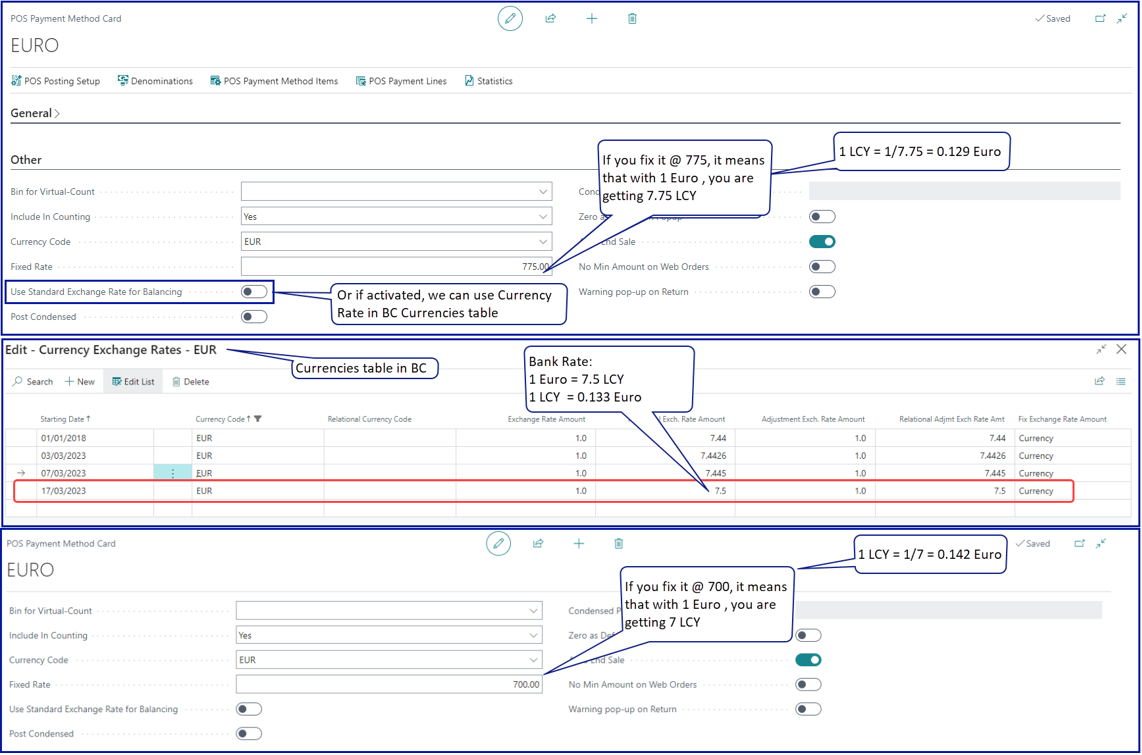 POS Payment Method Card
Saved
EURO
POS Posting Setup
Denominations
POS Payment Method Items
POS Payment Lines
Statistics
General
Other
If you fix it @ 775, it means
that with 1 Euro , you are
getting 7.75 LCY
1 LCY = 1/7.75 = 0.129 Euro
Bin for Virtual-Count
Include In Counting
Yes
Zero as
Currency Code
EUR
End Sale
Fixed Rate
775.00
No Min Amount on Web Orders
Use Standard Exchange Rate for Balancing
Or if activated, we can use Currency
Rate in BC Currencies table
Warning pop-up on Return
Post Condensed
Edit - Currency Exchange Rates - EUR
Currencies table in BC
Bank Rate:
1 Euro = 7.5 LCY
1 LCY = 0.133 Euro
Search
New
Edit List
Delete
Starting Date↑
Currency Code↑
Relational Currency Code
Exchange Rate Amount
Exch. Rate Amount
Adjustment Exch. Rate Amount
Relational Adjmt Exch Rate Amt
Fix Exchange Rate Amount
01/01/2018 EUR 1.0 7.44 1.0 7.44 Currency
03/03/2023 EUR 1.0 7.4426 1.0 7.4426 Currency
07/03/2023 EUR 1.0 7.445 1.0 7.445 Currency
17/03/2023 EUR 1.0 7.5 1.0 7.5 Currency
POS Payment Method Card
Saved
EURO
1 LCY = 1/7 = 0.142 Euro
If you fix it @ 700, it means
that with 1 Euro , you are
getting 7 LCY
Bin for Virtual-Count
Condensed
Include In Counting
Yes
Zero as
Currency Code
EUR
End Sale
Fixed Rate
700.00
No Min Amount on Web Orders
Use Standard Exchange Rate for Balancing
Warning pop-up on Return
Post Condensed